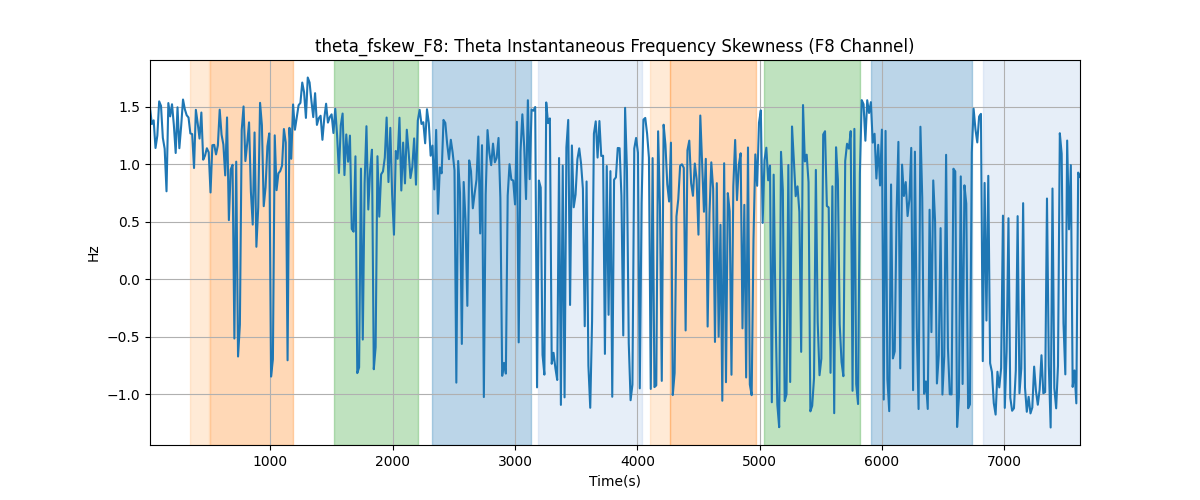 theta_fskew_F8: Theta Instantaneous Frequency Skewness (F8 Channel)
Hz
1.5
1.0
0.5
0.0
−0.5
−1.0
1000 2000 3000 4000 5000 6000 7000
Time(s)